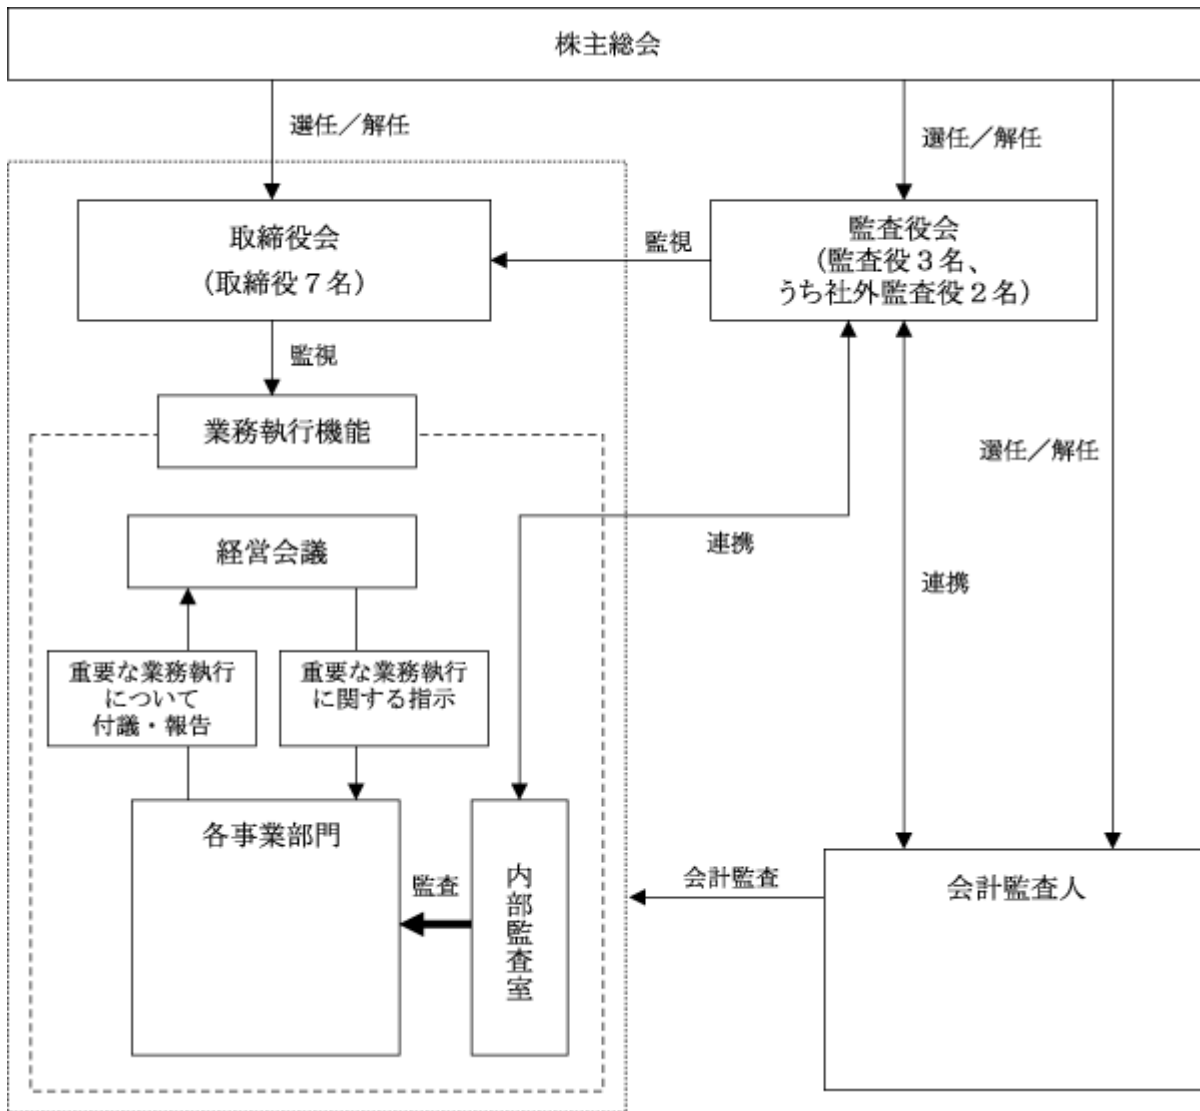 株主総会
選任／解任
選任／解任
取締役会
（取締役７名）
監視
監査役会
（監査役３名、
うち社外監査役２名）
監視
業務執行機能
選任／解任
経営会議
連携
連携
重要な業務執行
について
付議・報告
重要な業務執行
に関する指示
各事業部門
監査
内部監査室
会計監査
会計監査人